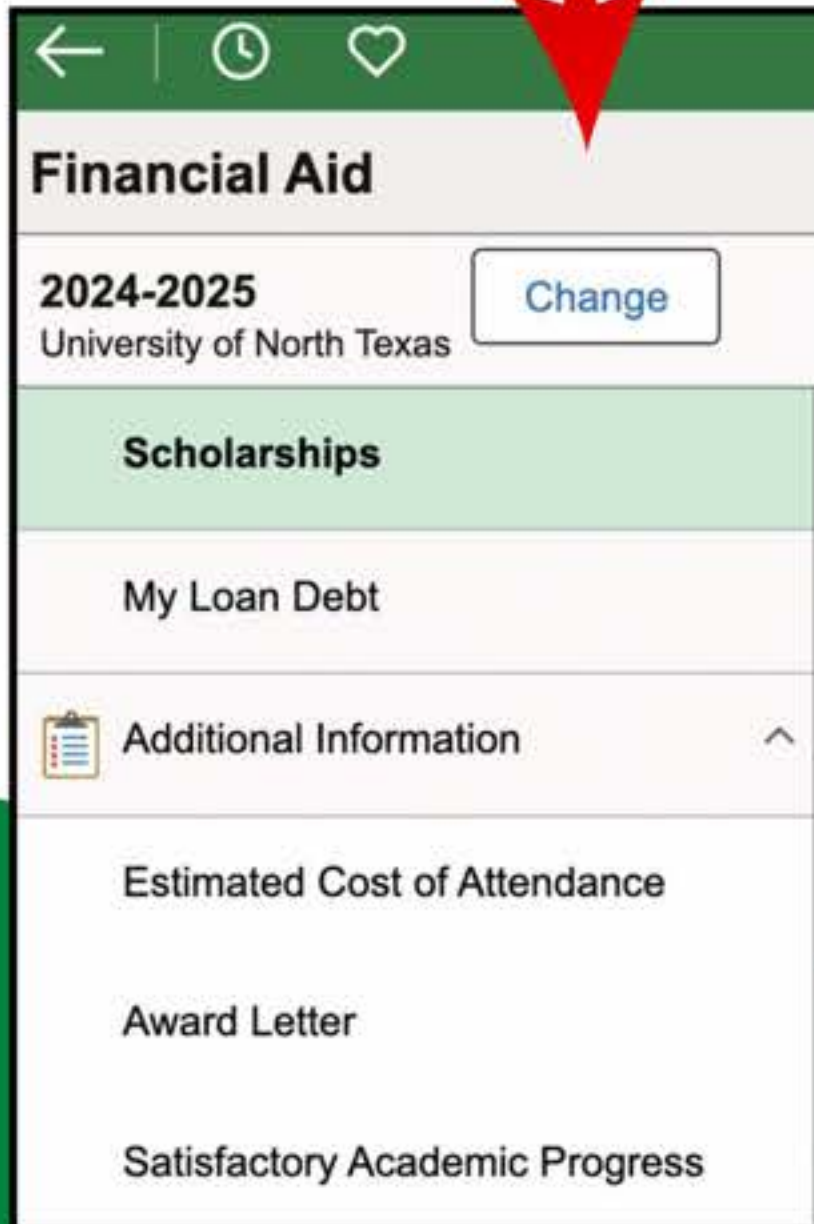 Financial Aid
2024-2025
Change
University of North Texas
Scholarships
My Loan Debt
Additional Information
Estimated Cost of Attendance
Award Letter
Satisfactory Academic Progress